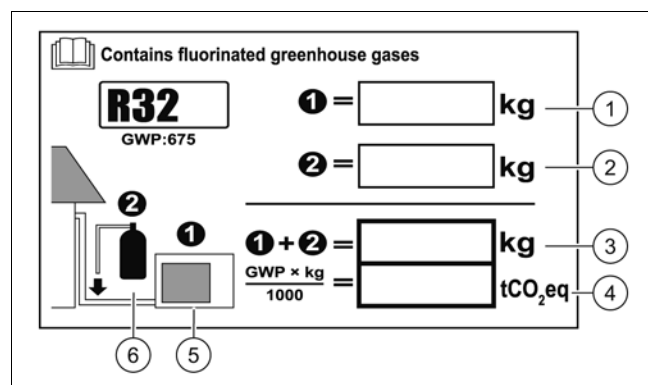 Contains fluorinated greenhouse gases
R32
GWP:675
❶ = kg 1
❷ = kg 2
❷
❶
❶ + ❷ = kg 3
GWP × kg
1000
= tCO₂eq 4
6 5